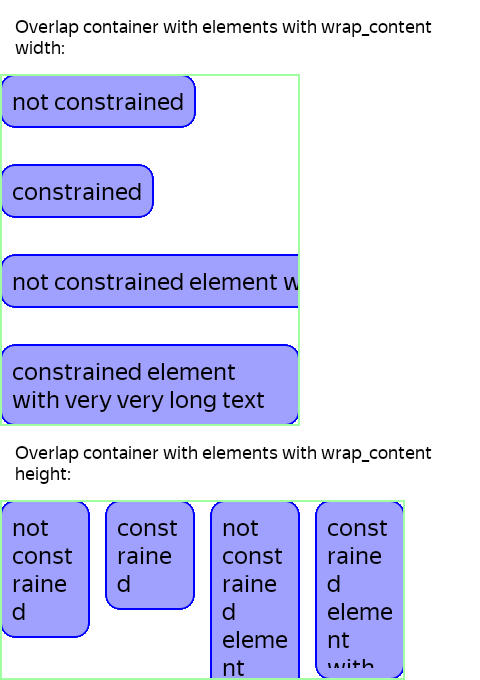 Overlap container with elements with wrap_content
width:
not constrained
constrained
not constrained element w
constrained element
with very very long text
Overlap container with elements with wrap_content
height:
not
const
raine
d
const
raine
d
not
const
raine
d
eleme
nt
const
raine
d
eleme
nt
with